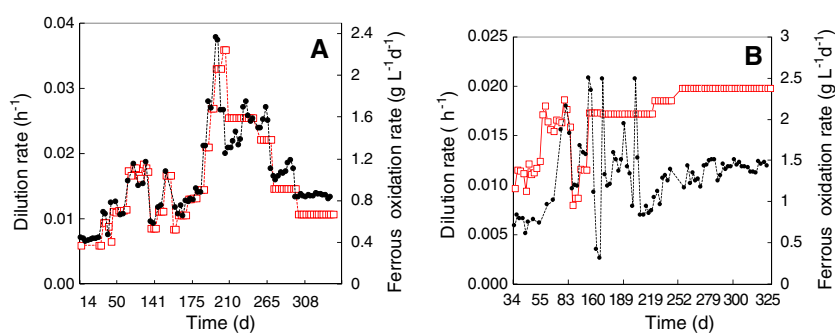 A
Dilution rate (h⁻¹)
0.04
0.03
0.02
0.01
0.00
2.4
2
1.6
1.2
0.8
0.4
0
Ferrous oxidation rate (g L⁻¹d⁻¹)
14 50 141 175 210 265 308
Time (d)
B
Dilution rate ( h⁻¹)
0.025
0.020
0.015
0.010
0.005
0.000
3
2.5
2
1.5
1
0.5
0
Ferrous oxidation rate (g L⁻¹d⁻¹)
34 55 83 160 189 219 252 279 300 325
Time (d)